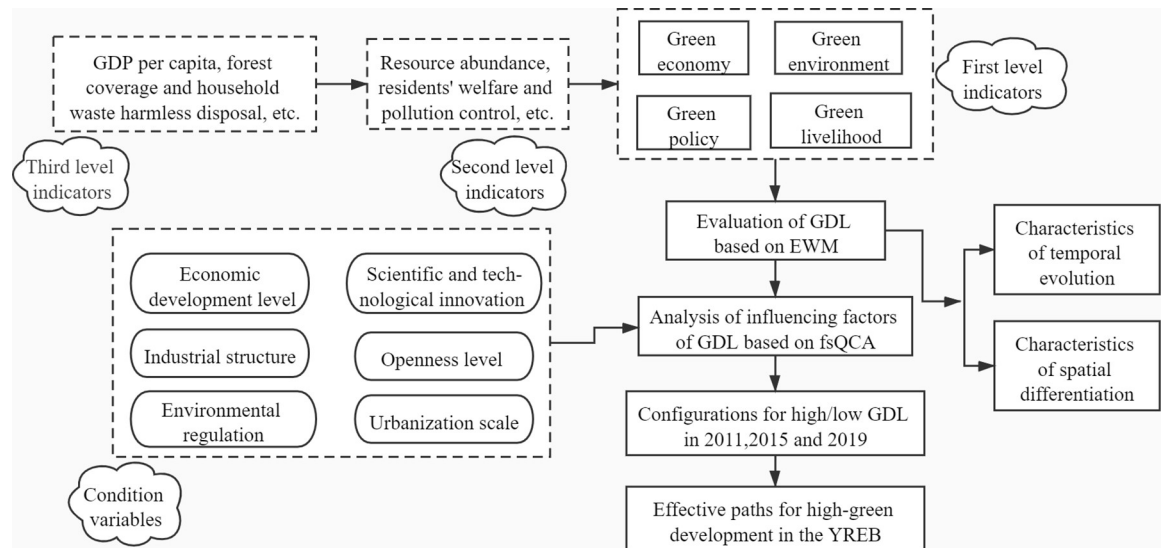 GDP per capita, forest
coverage and household
waste harmless disposal, etc.
Third level
indicators
Resource abundance,
residents' welfare and
pollution control, etc.
Second level
indicators
Green
economy
Green
environment
Green
policy
Green
livelihood
First level
indicators
Evaluation of GDL
based on EWM
Characteristics
of temporal
evolution
Characteristics
of spatial
differentiation
Economic
development level
Scientific and tech-
nological innovation
Industrial structure
Openness level
Environmental
regulation
Urbanization scale
Condition
variables
Analysis of influencing factors
of GDL based on fsQCA
Configurations for high/low GDL
in 2011,2015 and 2019
Effective paths for high-green
development in the YREB